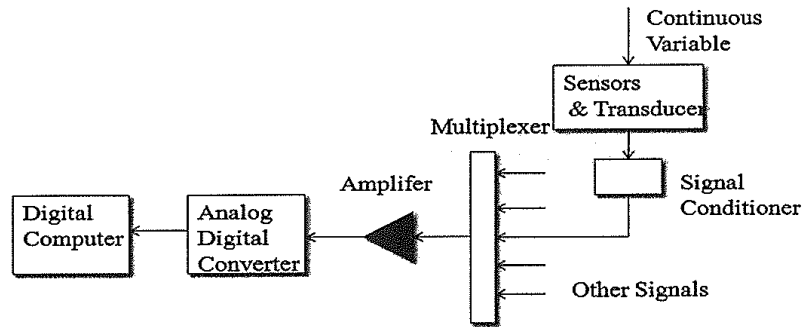 Continuous
Variable
Sensors
& Transducer
Multiplexer
Amplifer
Signal
Conditioner
Digital
Computer
Analog
Digital
Converter
Other Signals